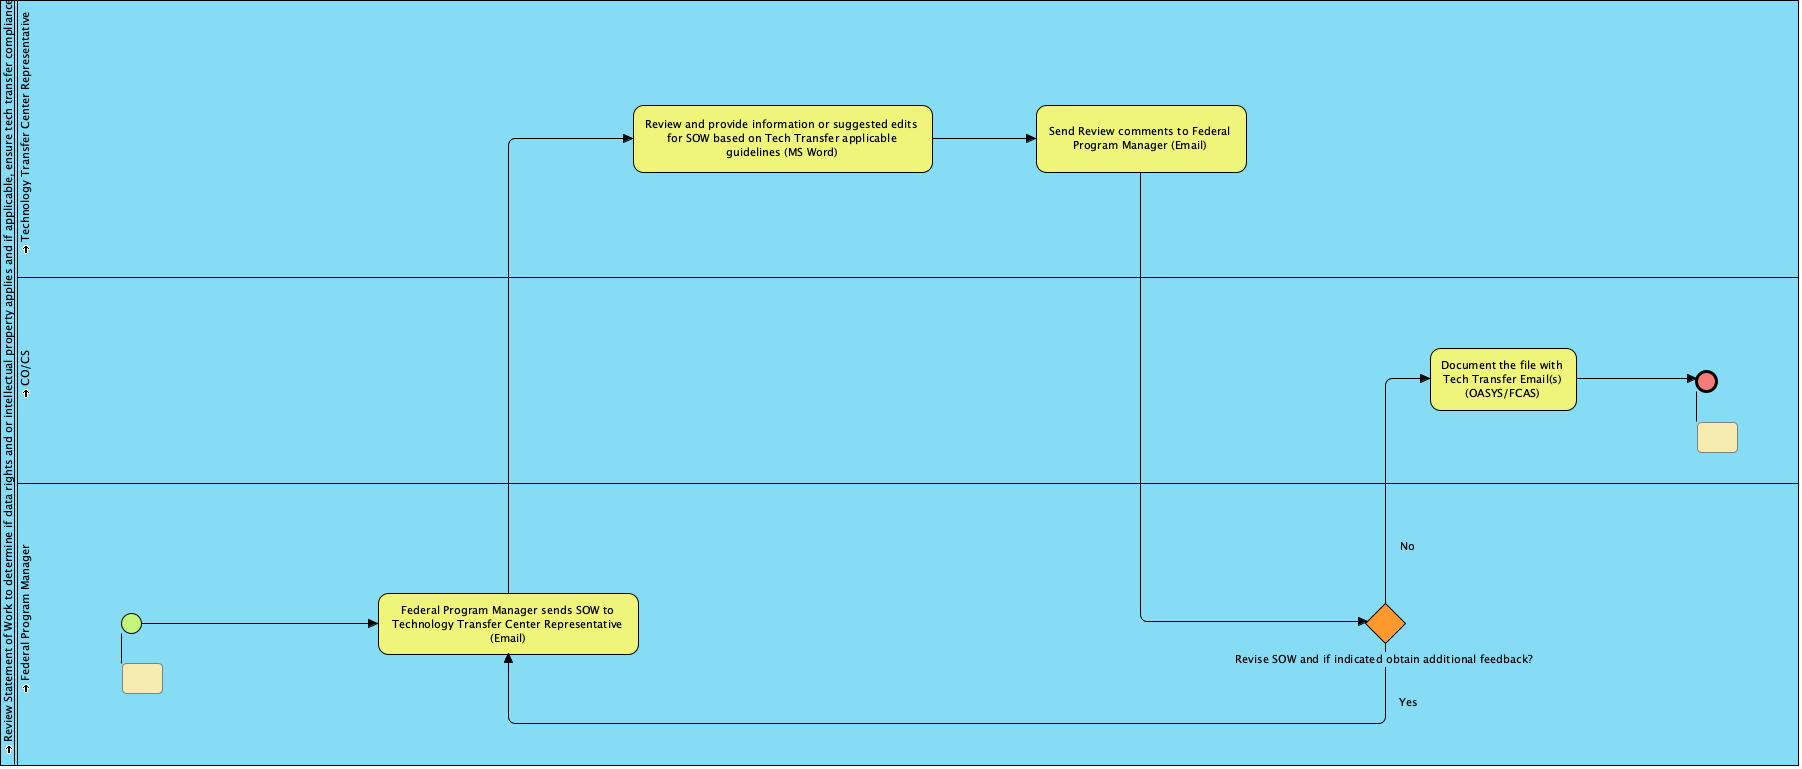 Review Statement of Work to determine if data rights and or intellectual property applies and if applicable, ensure tech transfer compliance
Technology Transfer Center Representative
Review and provide information or suggested edits
for SOW based on Tech Transfer applicable
guidelines (MS Word)
Send Review comments to Federal
Program Manager (Email)
CO/CS
Document the file with
Tech Transfer Email(s)
(OASYS/FCAS)
Federal Program Manager
Federal Program Manager sends SOW to
Technology Transfer Center Representative
(Email)
No
Revise SOW and if indicated obtain additional feedback?
Yes